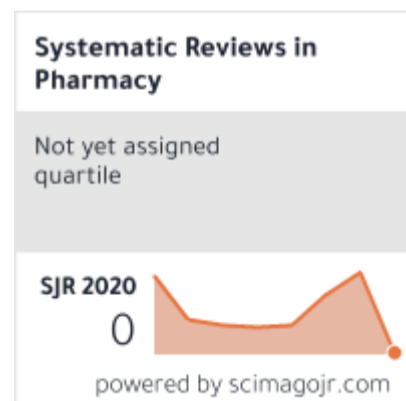 Systematic Reviews in
Pharmacy
Not yet assigned
quartile
SJR 2020
0
powered by scimagojr.com